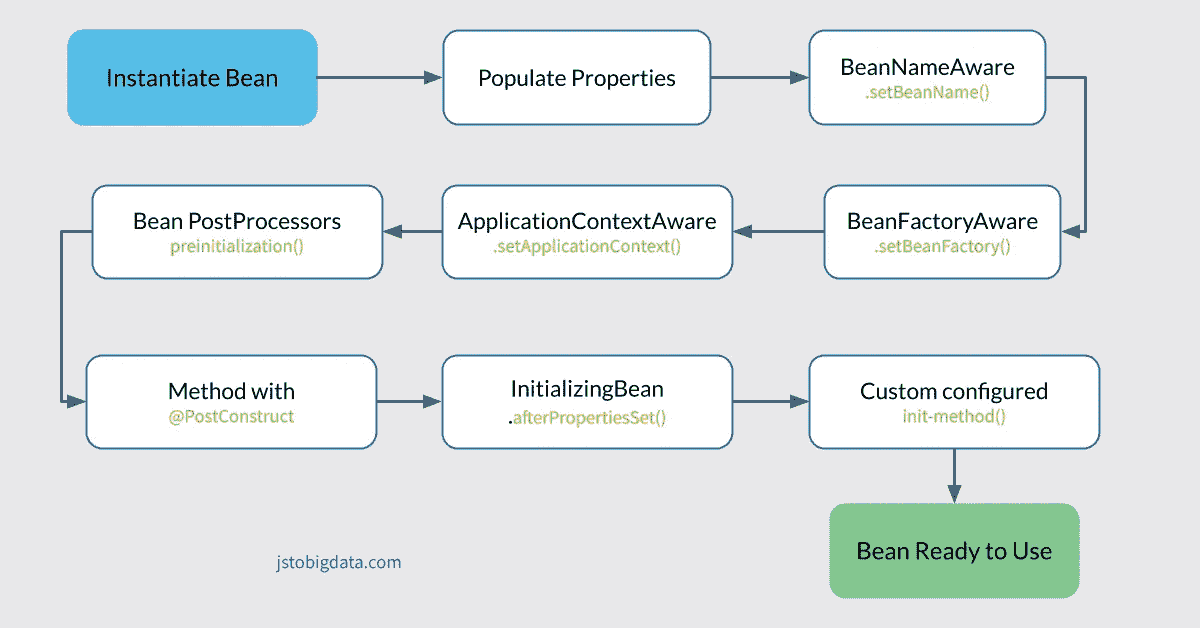 Instantiate Bean
Populate Properties
BeanNameAware
.setBeanName()
BeanFactoryAware
.setBeanFactory()
ApplicationContextAware
.setApplicationContext()
Bean PostProcessors
preinitialization()
Method with
@PostConstruct
InitializingBean
.afterPropertiesSet()
Custom configured
init-method()
Bean Ready to Use
jstobigdata.com